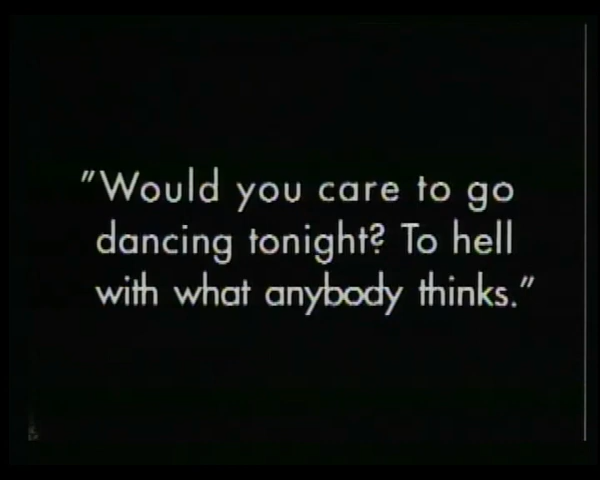 "Would you care to go
dancing tonight? To hell
with what anybody thinks."